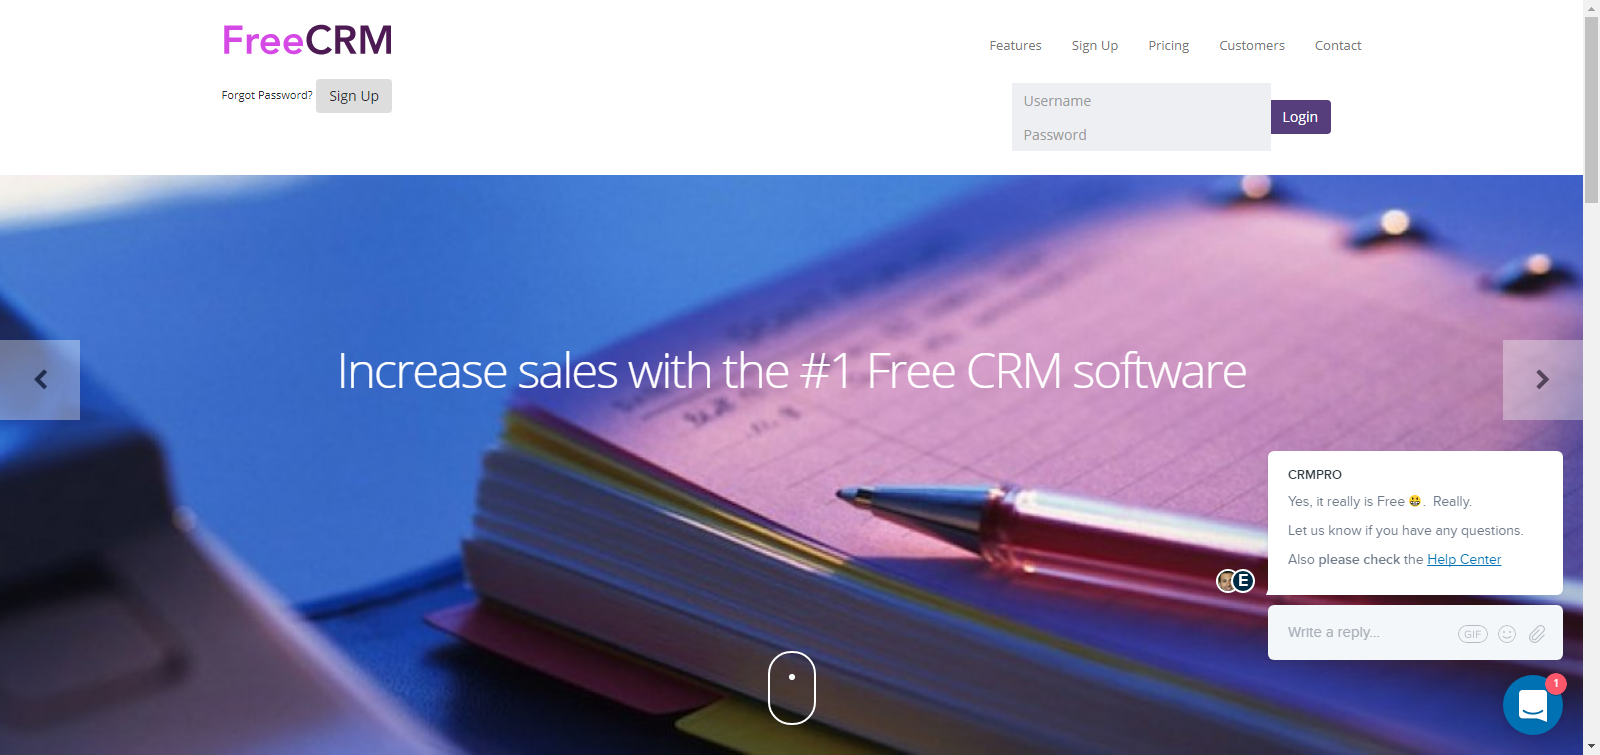 FreeCRM
Features Sign Up Pricing Customers Contact
Forgot Password? Sign Up
Username
Login
Password
Increase sales with the #1 Free CRM software
CRMPRO
Yes, it really is Free 😀. Really.
Let us know if you have any questions.
Also please check the Help Center
E
Write a reply...
GIF
1